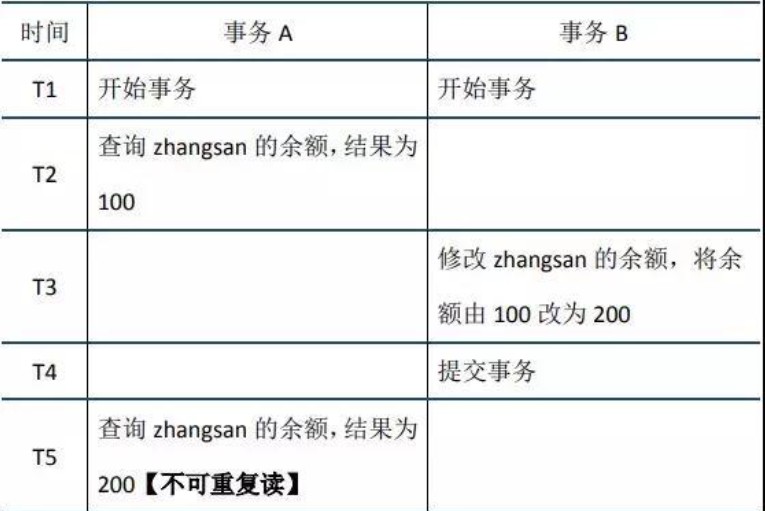 时间 事务 A 事务 B
T1 开始事务 开始事务
T2 查询 zhangsan 的余额，结果为
100
T3 修改 zhangsan 的余额，将余
额由 100 改为 200
T4 提交事务
T5 查询 zhangsan 的余额，结果为
200【不可重复读】